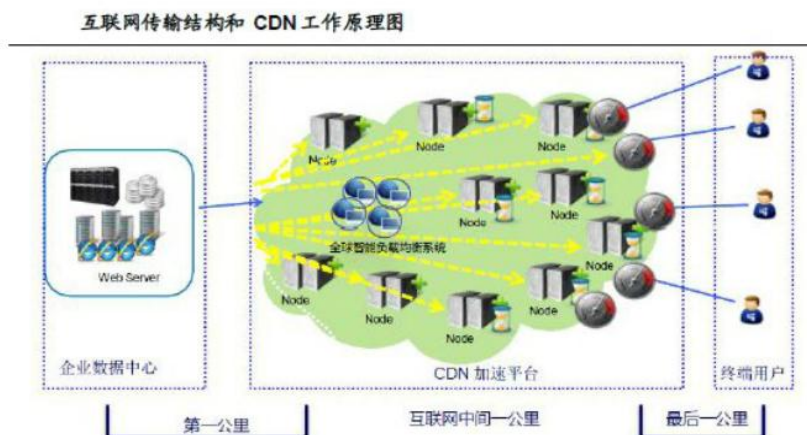 互联网传输结构和 CDN 工作原理图
Node
Node
Node
Node
Node
全球智能负载均衡系统
Node
Web Server
Node
Node
Node
Node
企业数据中心
CDN 加速平台
终端用户
第一公里
互联网中间一公里
最后一公里